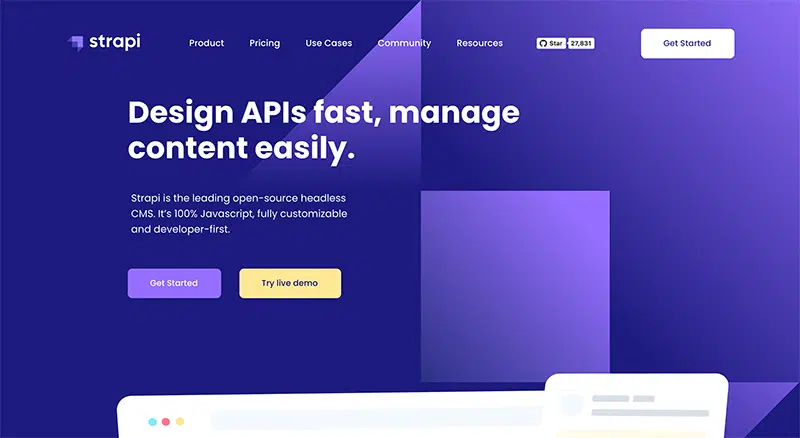 strapi
Product
Pricing
Use Cases
Community
Resources
Star
27,831
Get Started
Design APIs fast, manage
content easily.
Strapi is the leading open-source headless
CMS. It’s 100% Javascript, fully customizable
and developer-first.
Get Started
Try live demo